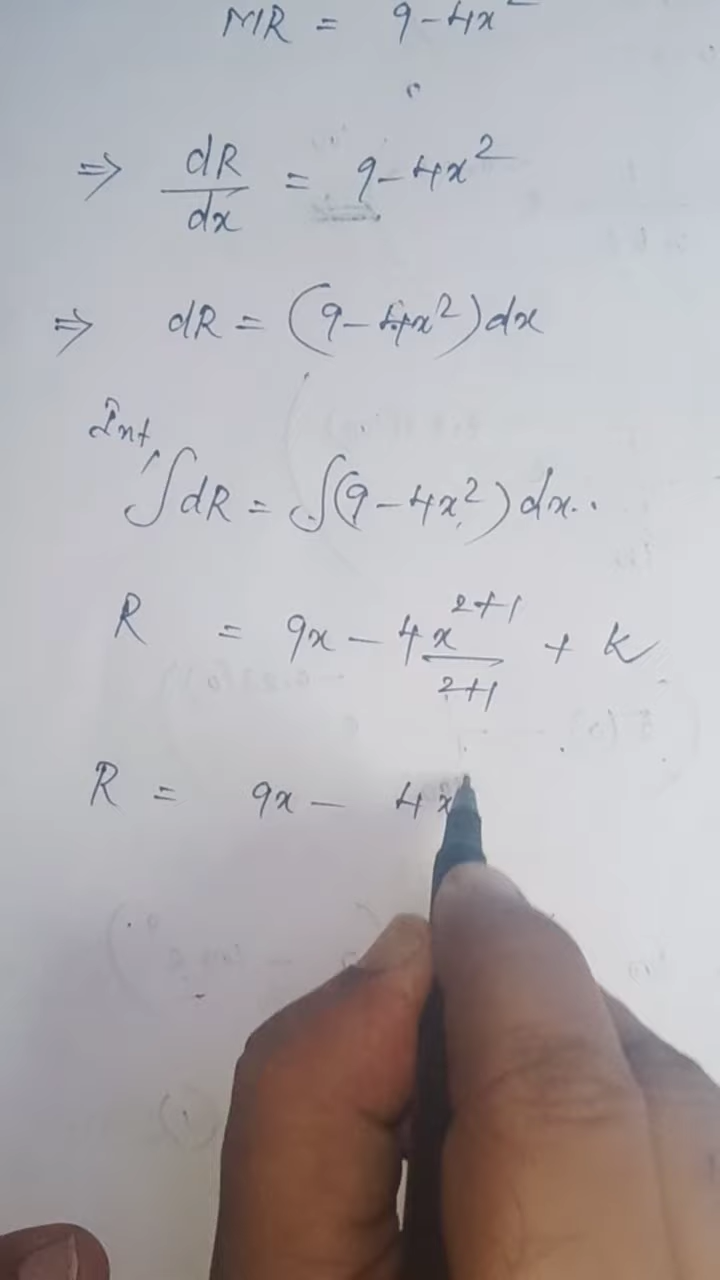 MR = 9-4x²
⇒ dR/dx = 9-4x²
⇒ dR = (9-4x²)dx
Int,
∫dR = ∫(9-4x²)dx..
R = 9x - 4x^(2+1)/(2+1) + k
R = 9x - 4x